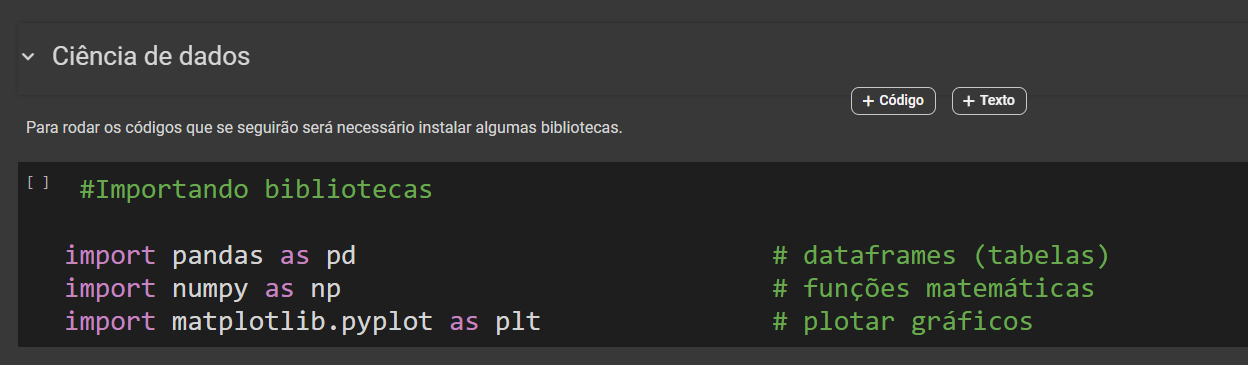 Ciência de dados
+ Código + Texto
Para rodar os códigos que se seguirão será necessário instalar algumas bibliotecas.
[ ] #Importando bibliotecas
import pandas as pd # dataframes (tabelas)
import numpy as np # funções matemáticas
import matplotlib.pyplot as plt # plotar gráficos